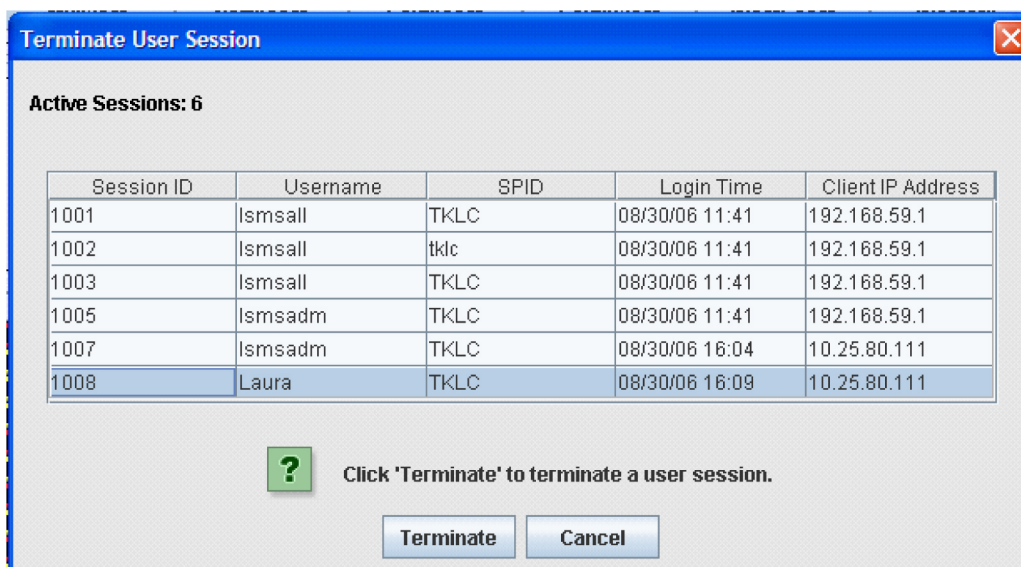 Terminate User Session
Active Sessions: 6
Session ID Username SPID Login Time Client IP Address
1001 lsmsall TKLC 08/30/06 11:41 192.168.59.1
1002 lsmsall tklc 08/30/06 11:41 192.168.59.1
1003 lsmsall TKLC 08/30/06 11:41 192.168.59.1
1005 lsmsadm TKLC 08/30/06 11:41 192.168.59.1
1007 lsmsadm TKLC 08/30/06 16:04 10.25.80.111
1008 Laura TKLC 08/30/06 16:09 10.25.80.111
? Click 'Terminate' to terminate a user session.
Terminate Cancel